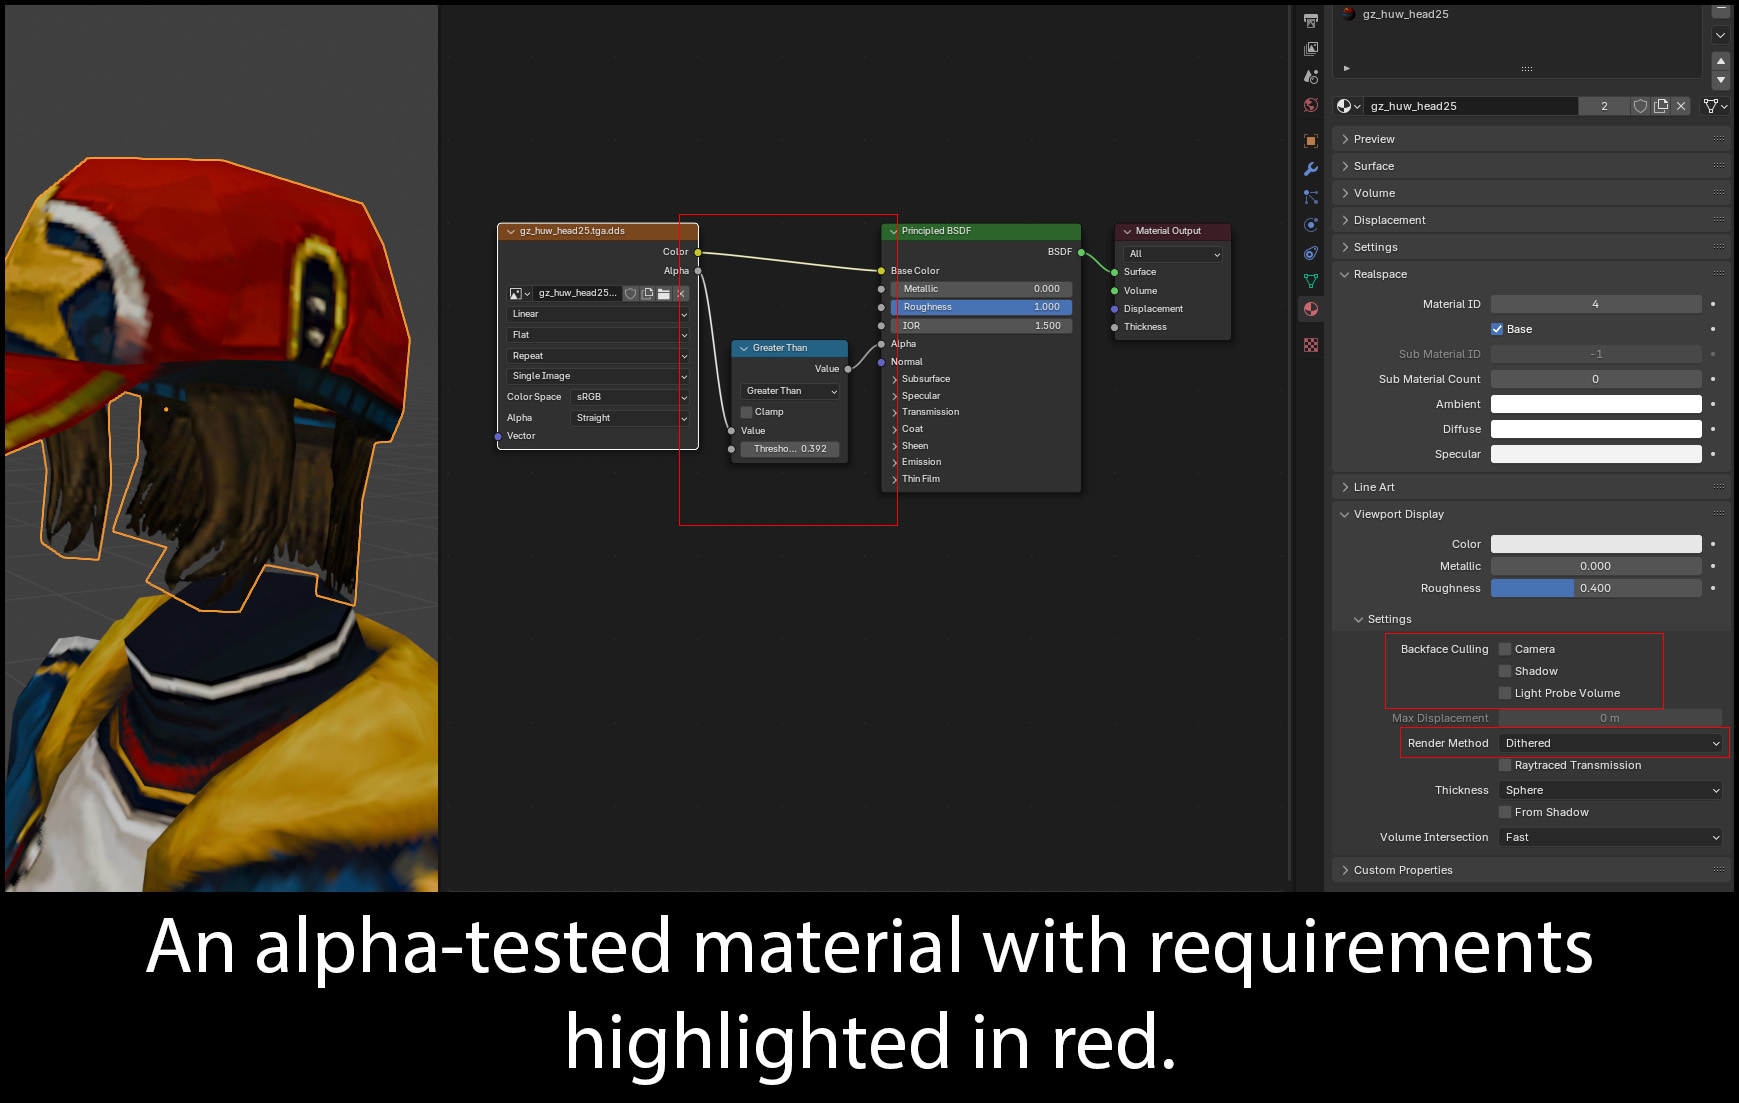 gz_huw_head25
gz_huw_head25
2
Preview
Surface
Volume
Displacement
Settings
Realspace
Material ID 4
Base
Sub Material ID -1
Sub Material Count 0
Ambient
Diffuse
Specular
Line Art
Viewport Display
Color
Metallic 0.000
Roughness 0.400
Settings
Backface Culling Camera
Shadow
Light Probe Volume
Max Displacement 0 m
Render Method Dithered
Raytraced Transmission
Thickness Sphere
From Shadow
Volume Intersection Fast
Custom Properties
gz_huw_head25.tga.dds
Color
Alpha
gz_huw_head25...
Linear
Flat
Repeat
Single Image
Color Space sRGB
Alpha Straight
Vector
Greater Than
Value
Greater Than
Clamp
Value
Thresho... 0.392
Principled BSDF
BSDF
Base Color
Metallic 0.000
Roughness 1.000
IOR 1.500
Alpha
Normal
Subsurface
Specular
Transmission
Coat
Sheen
Emission
Thin Film
Material Output
All
Surface
Volume
Displacement
Thickness
An alpha-tested material with requirements
highlighted in red.